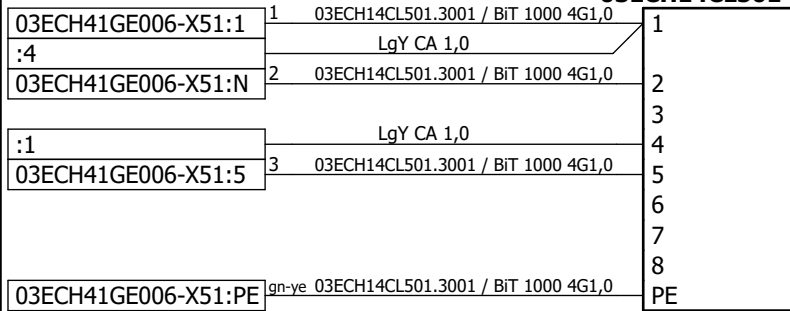 03ECH41GE006-X51:1 1 03ECH14CL501.3001 / BiT 1000 4G1,0 1
:4 LgY CA 1,0
03ECH41GE006-X51:N 2 03ECH14CL501.3001 / BiT 1000 4G1,0 2
3
:1 LgY CA 1,0 4
03ECH41GE006-X51:5 3 03ECH14CL501.3001 / BiT 1000 4G1,0 5
6
7
8
03ECH41GE006-X51:PE gn-ye 03ECH14CL501.3001 / BiT 1000 4G1,0 PE